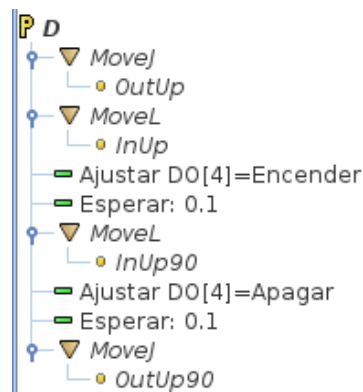 P D
MoveJ
OutUp
MoveL
InUp
Ajustar DO[4]=Encender
Esperar: 0.1
MoveL
InUp90
Ajustar DO[4]=Apagar
Esperar: 0.1
MoveJ
OutUp90